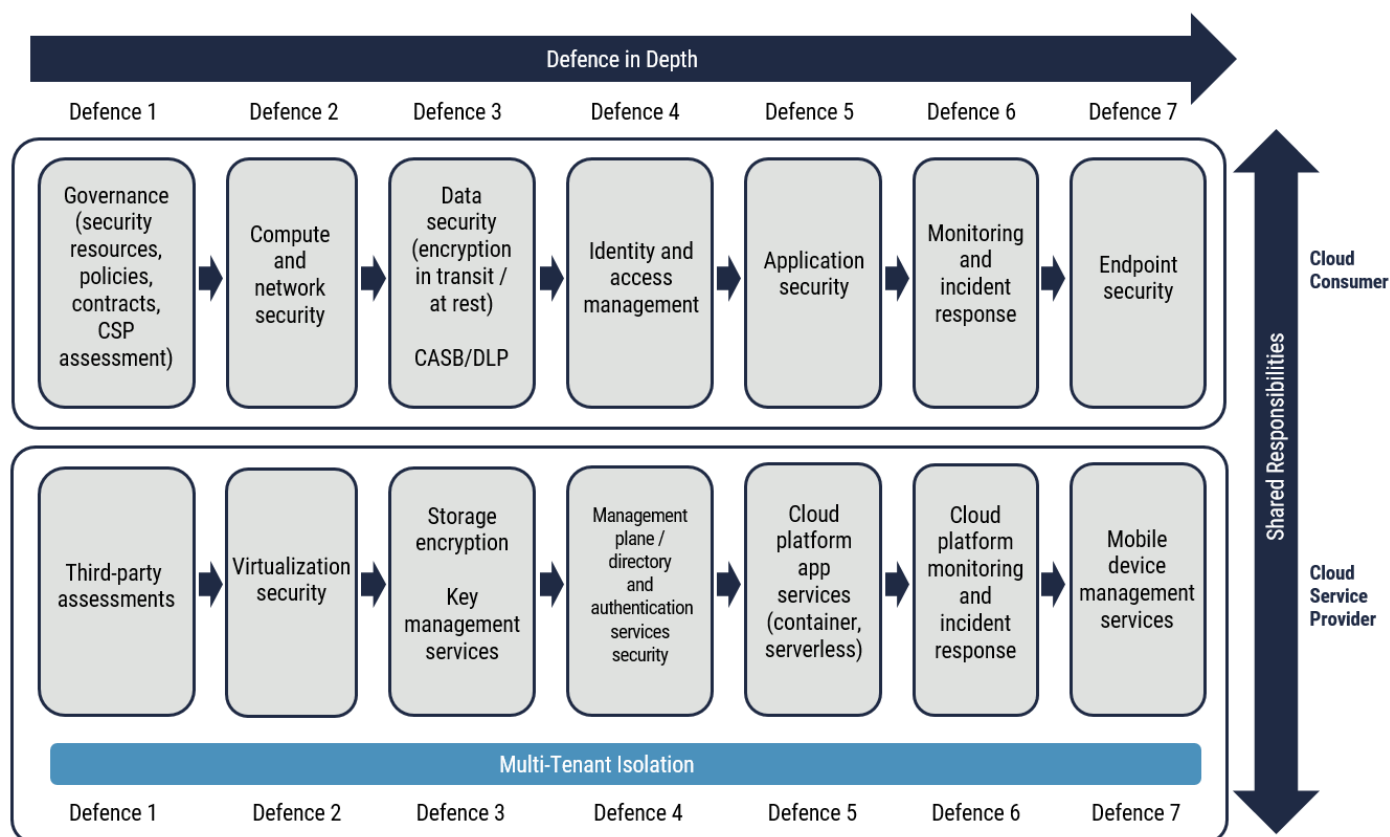 Defence in Depth
Defence 1
Defence 2
Defence 3
Defence 4
Defence 5
Defence 6
Defence 7
Governance
(security
resources,
policies,
contracts,
CSP
assessment)
Compute
and
network
security
Data
security
(encryption
in transit /
at rest)
CASB/DLP
Identity and
access
management
Application
security
Monitoring
and
incident
response
Endpoint
security
Cloud
Consumer
Shared Responsibilities
Third-party
assessments
Virtualization
security
Storage
encryption
Key
management
services
Management
plane /
directory
and
authentication
services
security
Cloud
platform
app
services
(container,
serverless)
Cloud
platform
monitoring
and
incident
response
Mobile
device
management
services
Cloud
Service
Provider
Multi-Tenant Isolation
Defence 1
Defence 2
Defence 3
Defence 4
Defence 5
Defence 6
Defence 7